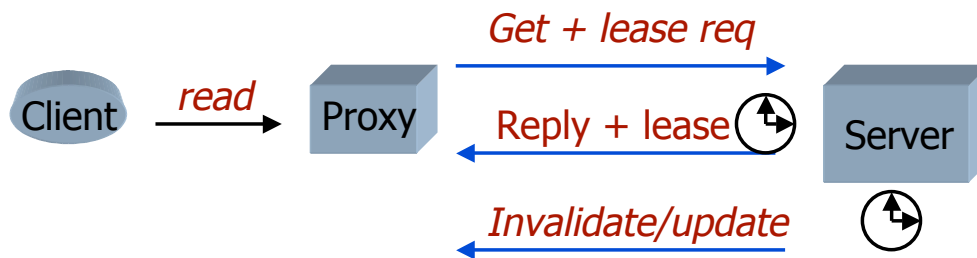 Get + lease req
Client
read
Proxy
Reply + lease
Server
Invalidate/update